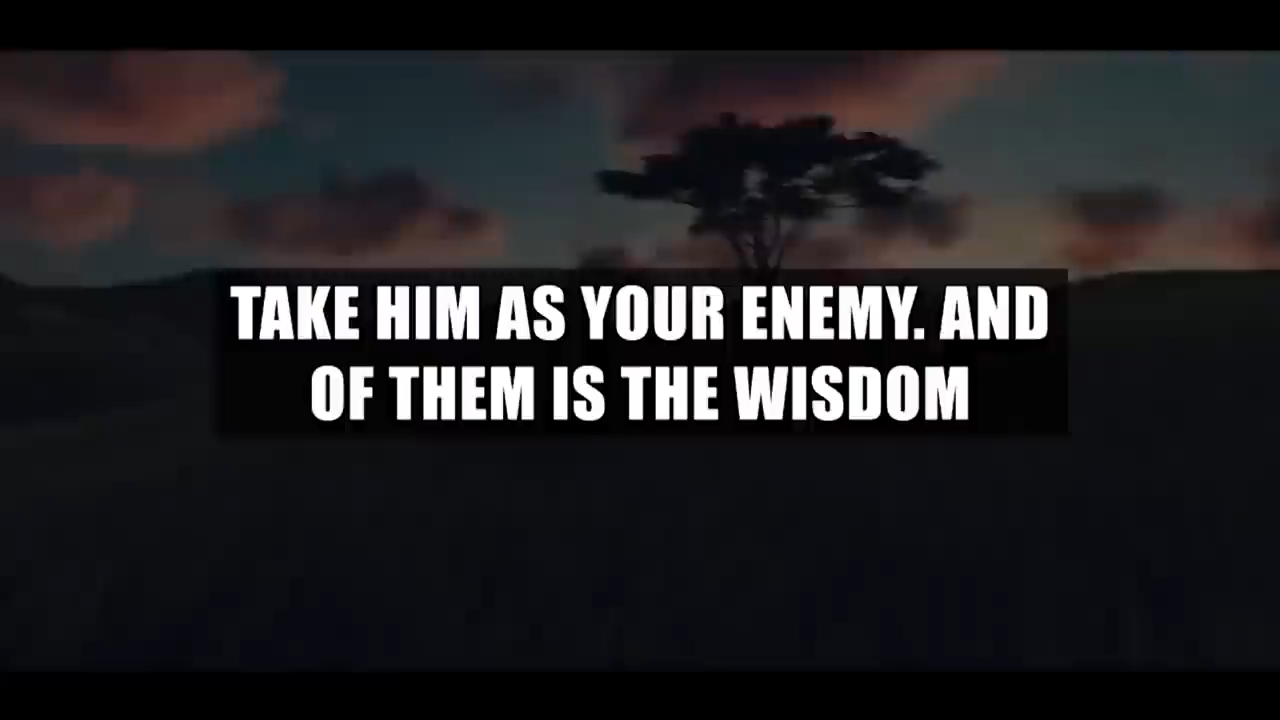 TAKE HIM AS YOUR ENEMY. AND
OF THEM IS THE WISDOM